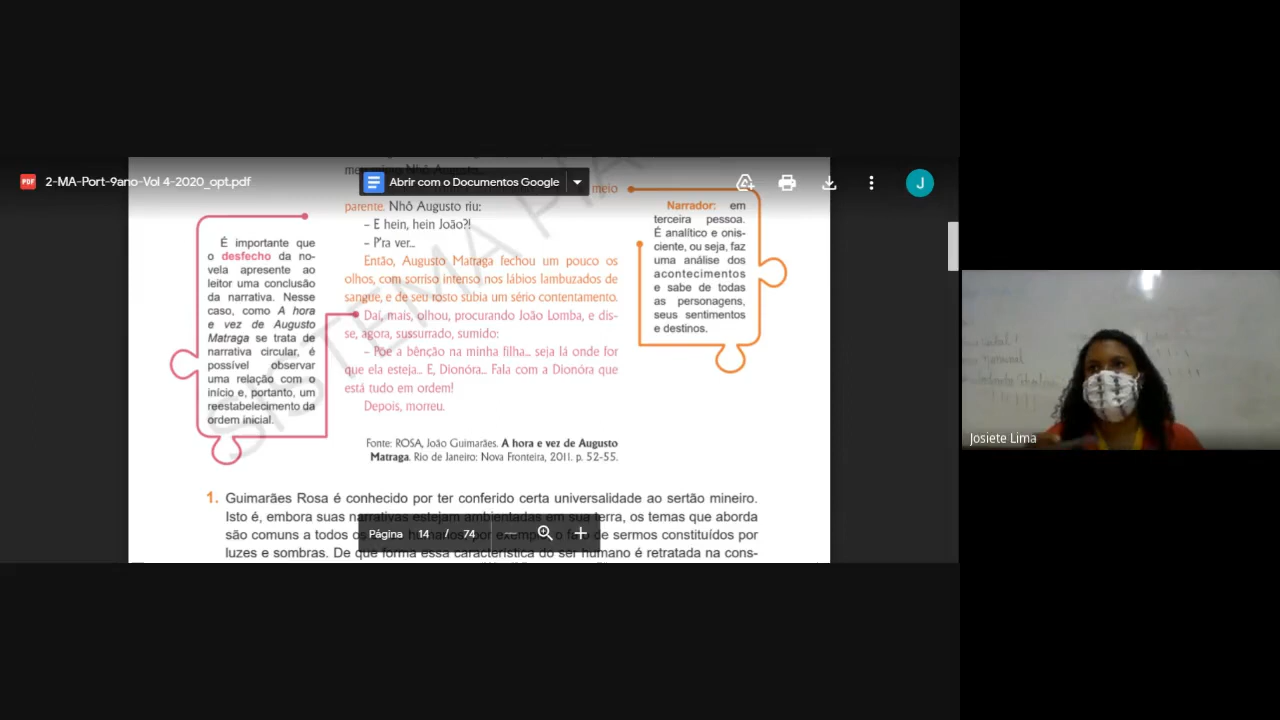 2-MA-Port-9ano-Vol 4-2020_opt.pdf
Abrir com o Documentos Google
J
Nhô Augusto...
meio
parente. Nhô Augusto riu:
– E hein, hein João?!
– P'ra ver...
Então, Augusto Matraga fechou um pouco os
olhos, com sorriso intenso nos lábios lambuzados de
sangue, e de seu rosto subia um sério contentamento.
Daí, mais, olhou, procurando João Lomba, e dis-
se, agora, sussurrado, sumido:
– Põe a bênção na minha filha... seja lá onde for
que ela esteja... E, Dionóra... Fala com a Dionóra que
está tudo em ordem!
Depois, morreu.
Fonte: ROSA, João Guimarães. A hora e vez de Augusto
Matraga. Rio de Janeiro: Nova Fronteira, 2011. p. 52-55.
É importante que
o desfecho da no-
vela apresente ao
leitor uma conclusão
da narrativa. Nesse
caso, como A hora
e vez de Augusto
Matraga se trata de
narrativa circular, é
possível observar
uma relação com o
início e, portanto, um
reestabelecimento da
ordem inicial.
Narrador: em
terceira pessoa.
É analítico e onis-
ciente, ou seja, faz
uma análise dos
acontecimentos
e sabe de todas
as personagens,
seus sentimentos
e destinos.
1. Guimarães Rosa é conhecido por ter conferido certa universalidade ao sertão mineiro.
Isto é, embora suas narrativas estejam ambientadas em sua terra, os temas que aborda
são comuns a todos os humanos, por exemplo, o fato de sermos constituídos por
luzes e sombras. De que forma essa característica do ser humano é retratada na cons-
Página 14 / 74
SISTEMA
Josiete Lima